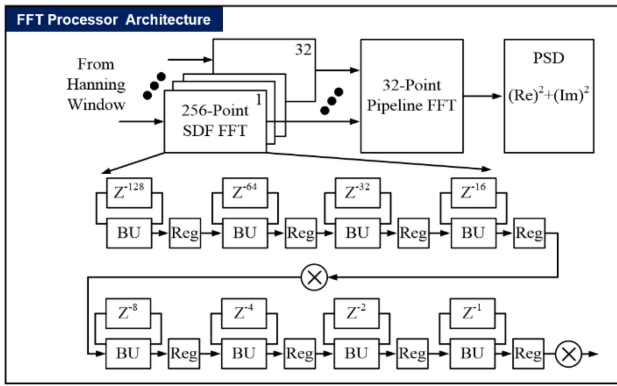 FFT Processor Architecture
From
Hanning
Window
32
1
256-Point
SDF FFT
32-Point
Pipeline FFT
PSD
(Re)²+(Im)²
Z⁻¹²⁸ Z⁻⁶⁴ Z⁻³² Z⁻¹⁶
BU Reg BU Reg BU Reg BU Reg
Z⁻⁸ Z⁻⁴ Z⁻² Z⁻¹
BU Reg BU Reg BU Reg BU Reg